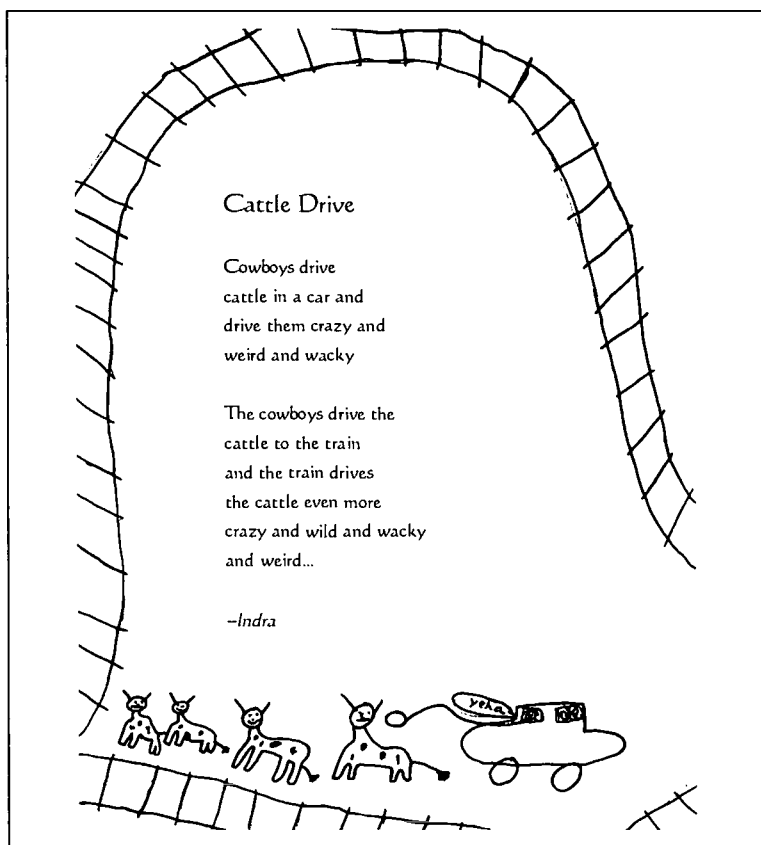 Cattle Drive
Cowboys drive
cattle in a car and
drive them crazy and
weird and wacky
The cowboys drive the
cattle to the train
and the train drives
the cattle even more
crazy and wild and wacky
and weird...
–Indra
yeha